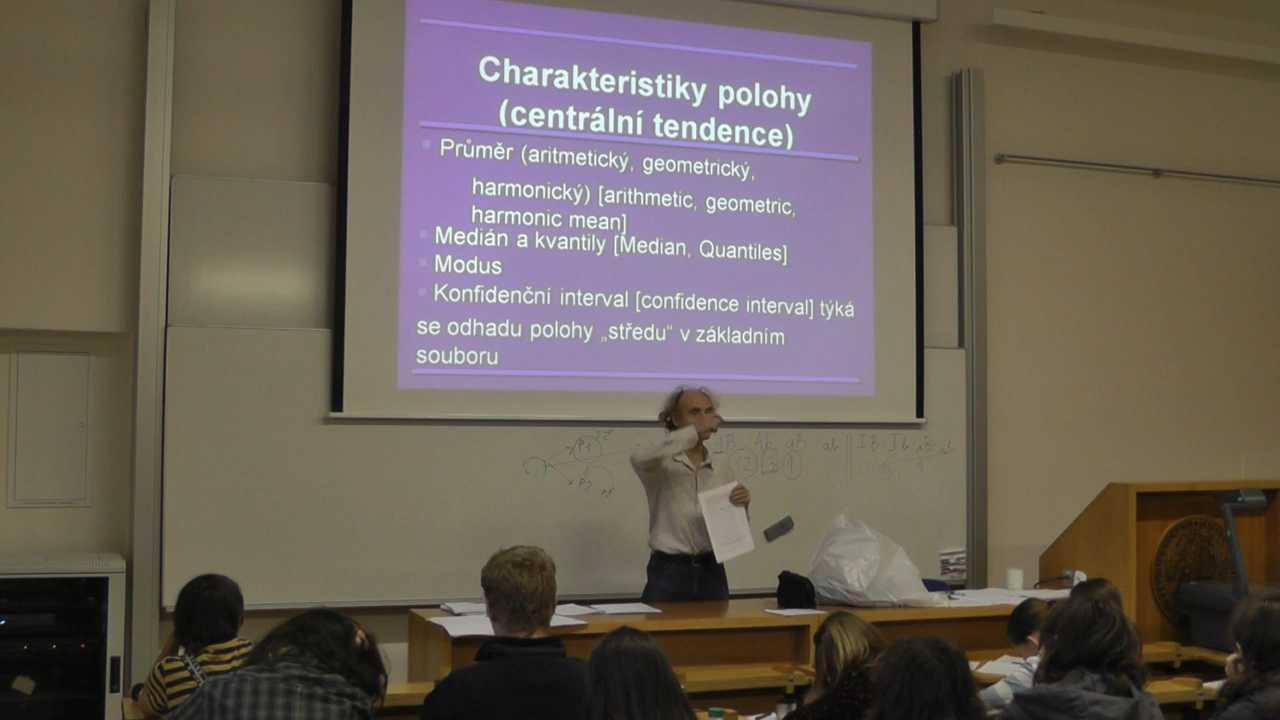 Charakteristiky polohy
(centrální tendence)
Průměr (aritmetický, geometrický,
harmonický) [arithmetic, geometric,
harmonic mean]
Medián a kvantily [Median, Quantiles]
Modus
Konfidenční interval [confidence interval] týká
se odhadu polohy „středu“ v základním
souboru